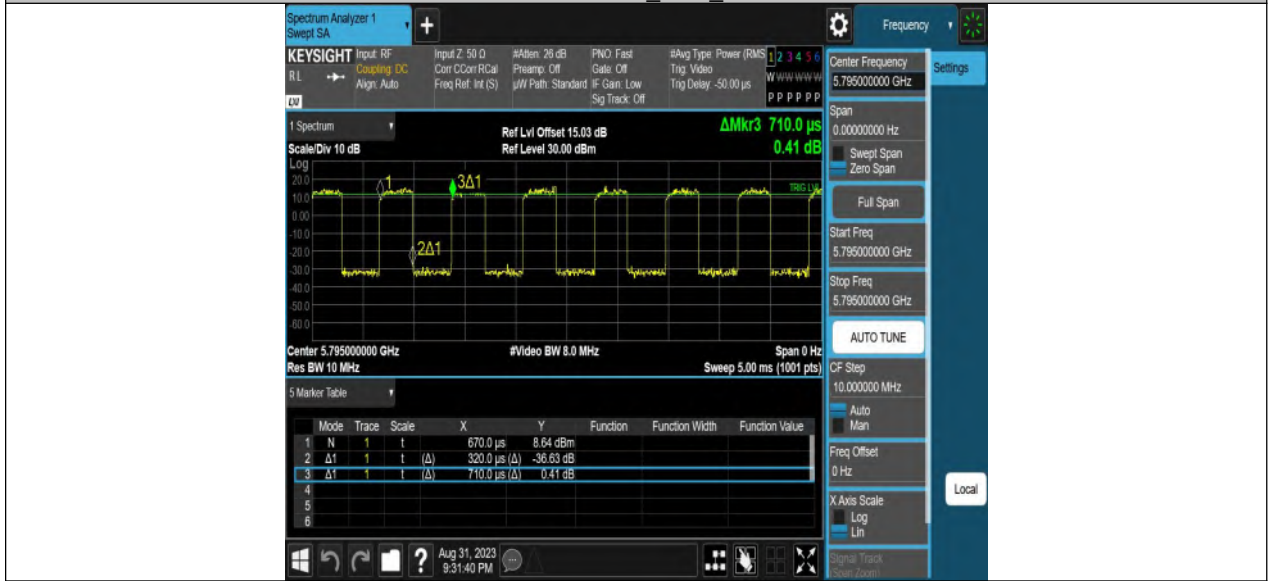 Spectrum Analyzer 1
Swept SA
+
Frequency
KEYSIGHT
RL
LXI
Input: RF
Coupling: DC
Align: Auto
Input Z: 50 Ω
Corr CCorr RCal
Freq Ref: Int (S)
#Atten: 26 dB
Preamp: Off
µW Path: Standard
PNO: Fast
Gate: Off
IF Gain: Low
Sig Track: Off
#Avg Type: Power (RMS
Trig: Video
Trig Delay: -50.00 µs
1 2 3 4 5 6
W W W W W W
P P P P P P
Center Frequency
5.795000000 GHz
Settings
Span
0.00000000 Hz
Swept Span
Zero Span
Full Span
Start Freq
5.795000000 GHz
Stop Freq
5.795000000 GHz
AUTO TUNE
CF Step
10.000000 MHz
Auto
Man
Freq Offset
0 Hz
X Axis Scale
Log
Lin
Signal Track
(Span Zoom)
Local
1 Spectrum
Scale/Div 10 dB
Ref Lvl Offset 15.03 dB
Ref Level 30.00 dBm
ΔMkr3 710.0 µs
0.41 dB
Log
20.0
10.0
0.00
-10.0
-20.0
-30.0
-40.0
-50.0
-60.0
1
3Δ1
2Δ1
TRIG LVL
Center 5.795000000 GHz
#Video BW 8.0 MHz
Span 0 Hz
Res BW 10 MHz
Sweep 5.00 ms (1001 pts)
5 Marker Table
Mode Trace Scale X Y Function Function Width Function Value
1 N 1 t 670.0 µs 8.64 dBm
2 Δ1 1 t (Δ) 320.0 µs (Δ) -36.63 dB
3 Δ1 1 t (Δ) 710.0 µs (Δ) 0.41 dB
4
5
6
?
Aug 31, 2023
9:31:40 PM